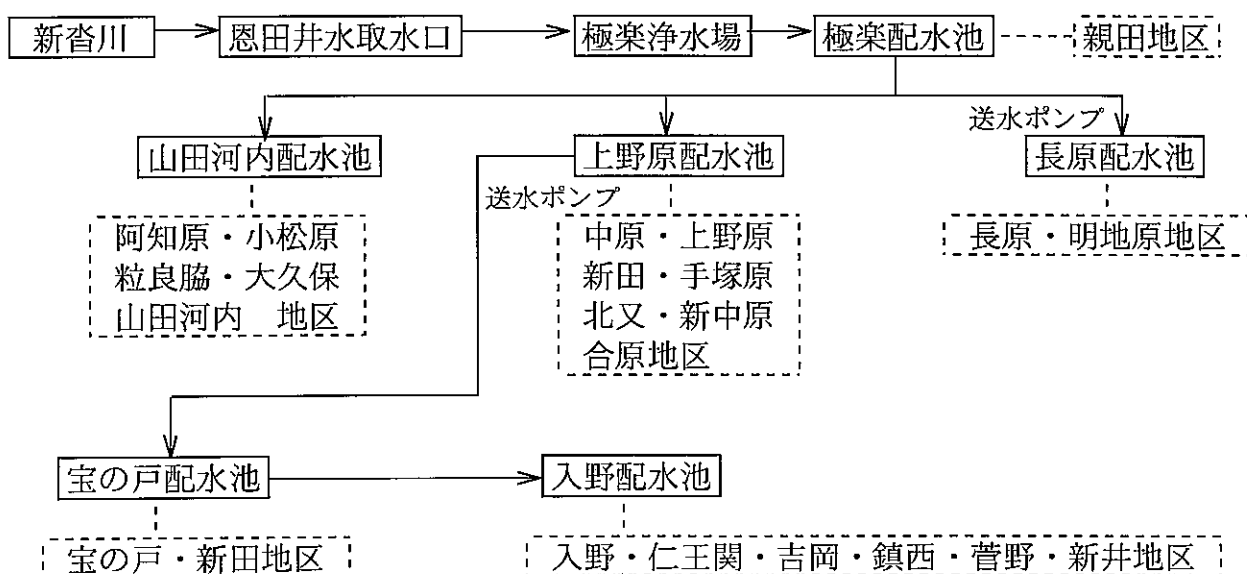 新沓川
恩田井水取水口
極楽浄水場
極楽配水池
親田地区
送水ポンプ
山田河内配水池
上野原配水池
長原配水池
送水ポンプ
阿知原・小松原
粒良脇・大久保
山田河内 地区
中原・上野原
新田・手塚原
北又・新中原
合原地区
長原・明地原地区
宝の戸配水池
入野配水池
宝の戸・新田地区
入野・仁王関・吉岡・鎮西・菅野・新井地区